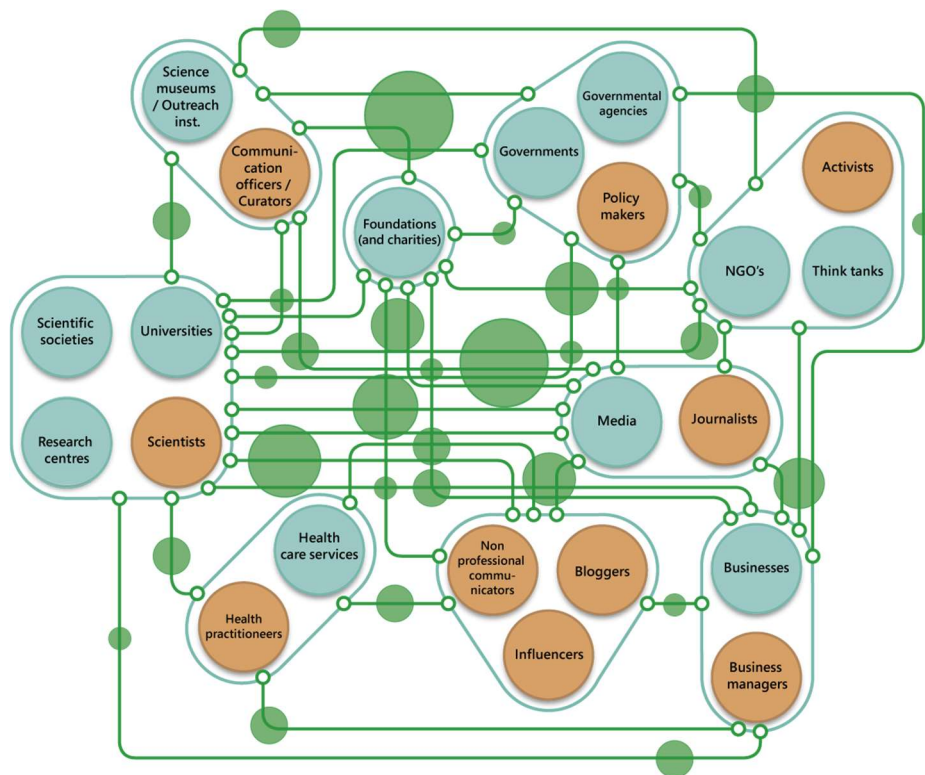 Science
museums
/ Outreach
inst.
Communi-
cation
officers /
Curators
Governmental
agencies
Governments
Policy
makers
Foundations
(and charities)
Activists
NGO's
Think tanks
Scientific
societies
Universities
Research
centres
Scientists
Media
Journalists
Health
care services
Health
practitioneers
Non
professional
commu-
nicators
Bloggers
Influencers
Businesses
Business
managers